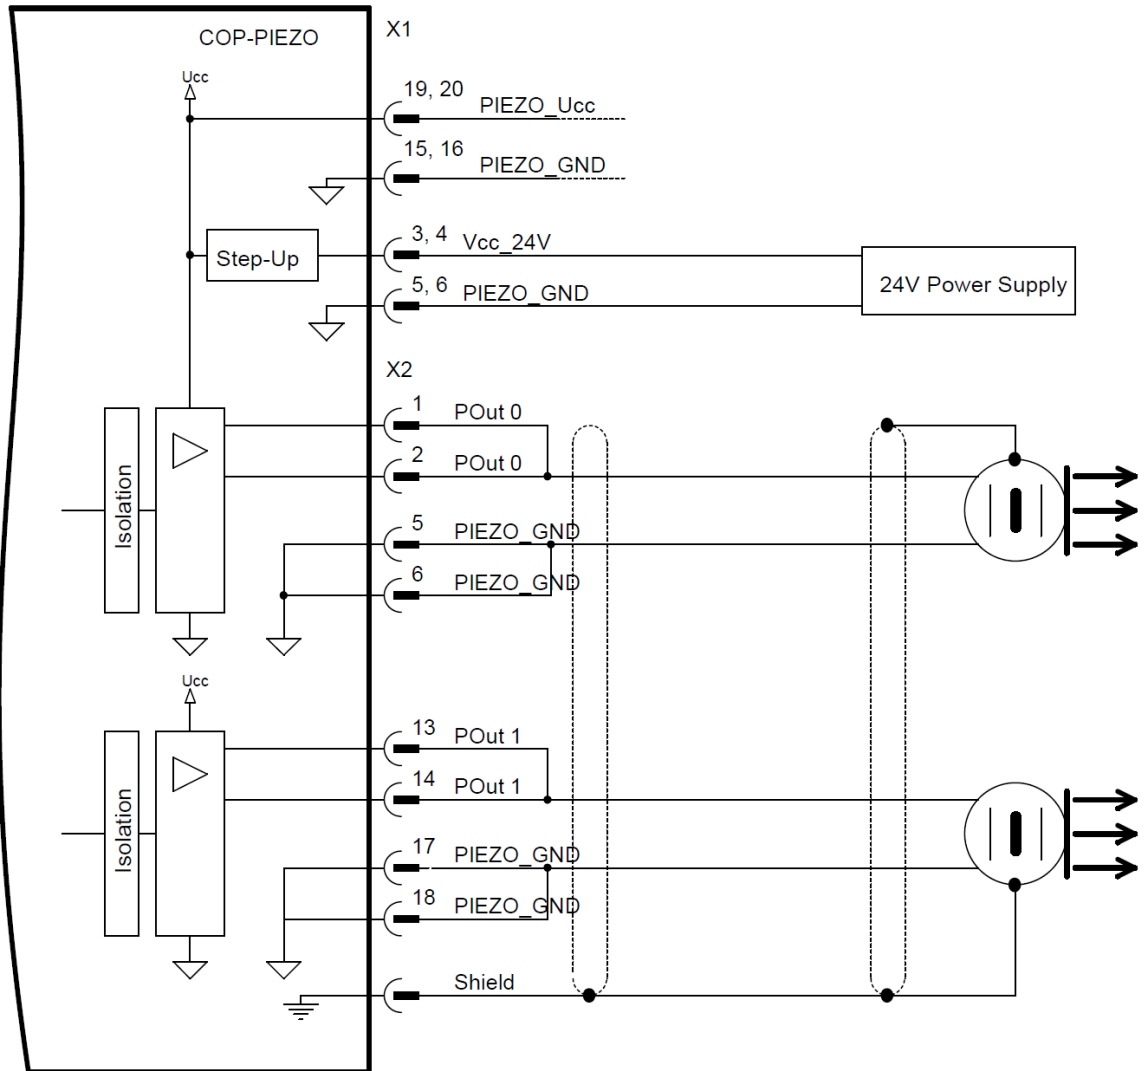 COP-PIEZO
X1
Ucc
19, 20
PIEZO_Ucc
15, 16
PIEZO_GND
3, 4
Vcc_24V
Step-Up
5, 6
PIEZO_GND
24V Power Supply
X2
1
POut 0
2
POut 0
Isolation
5
PIEZO_GND
6
PIEZO_GND
Ucc
13
POut 1
14
POut 1
Isolation
17
PIEZO_GND
18
PIEZO_GND
Shield